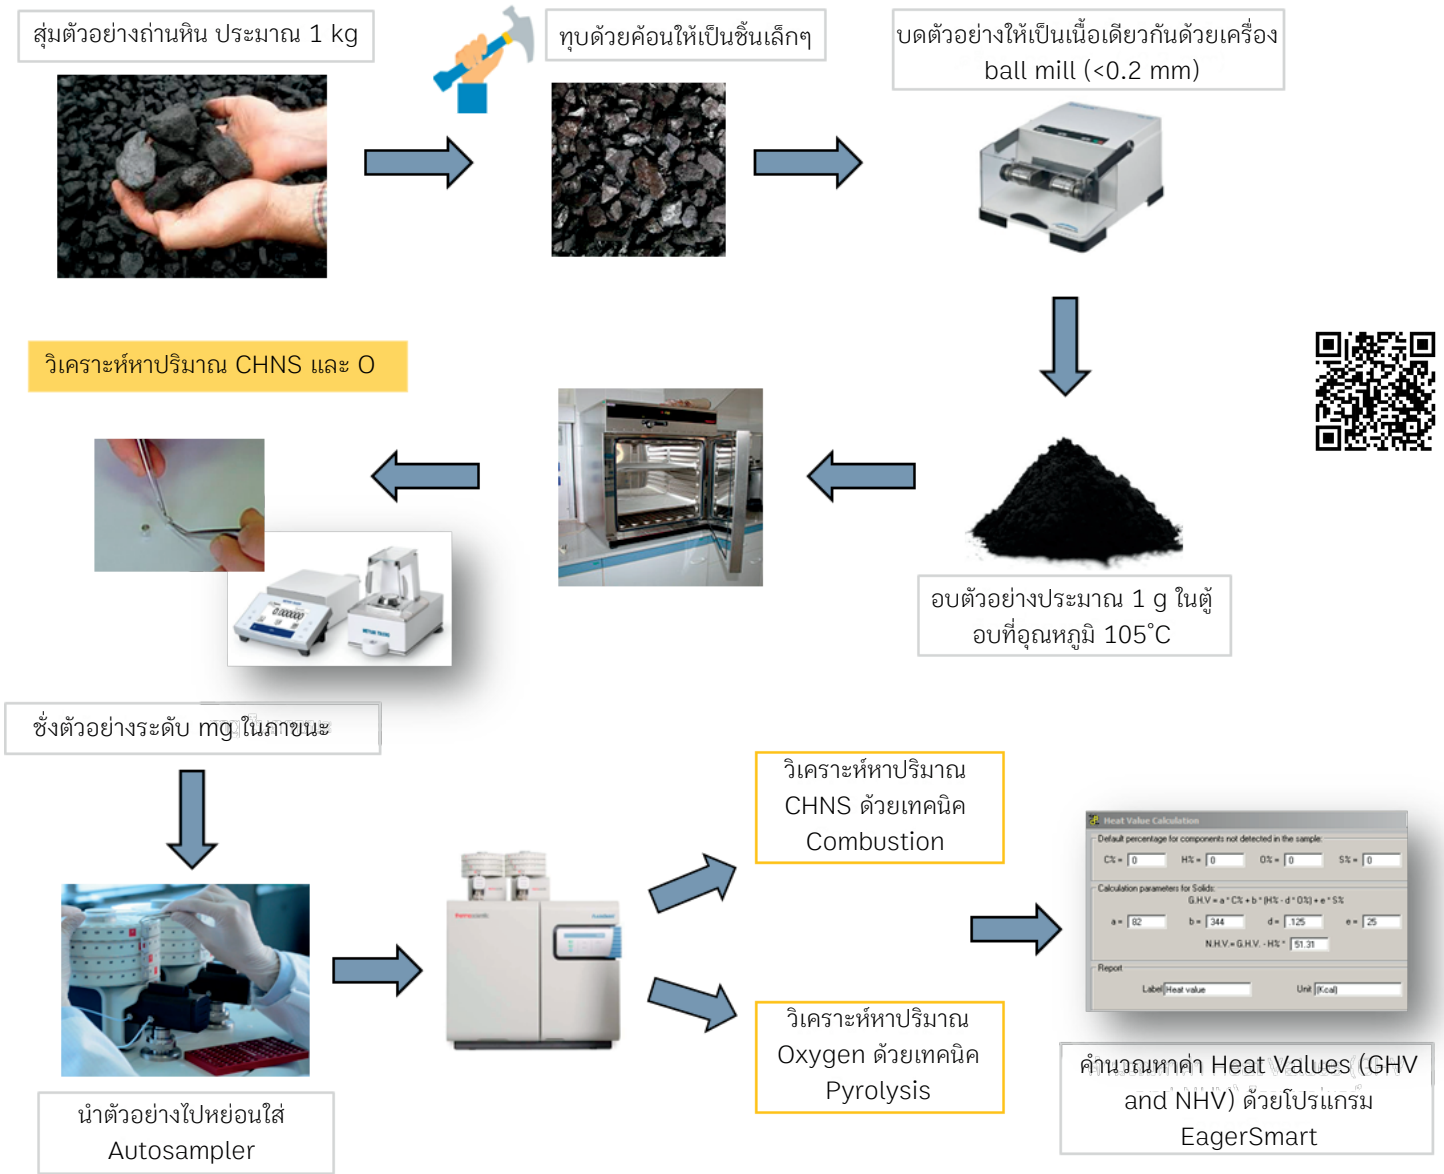 สุ่มตัวอย่างถ่านหิน ประมาณ 1 kg
ทุบด้วยค้อนให้เป็นชิ้นเล็กๆ
บดตัวอย่างให้เป็นเนื้อเดียวกันด้วยเครื่อง
ball mill (<0.2 mm)
วิเคราะห์หาปริมาณ CHNS และ O
อบตัวอย่างประมาณ 1 g ในตู้
อบที่อุณหภูมิ 105°C
0.000000
METTLER TOLEDO
ชั่งตัวอย่างระดับ mg ในภาชนะ
นำตัวอย่างไปหย่อนใส่
Autosampler
วิเคราะห์หาปริมาณ
CHNS ด้วยเทคนิค
Combustion
วิเคราะห์หาปริมาณ
Oxygen ด้วยเทคนิค
Pyrolysis
Heat Value Calculation
Default percentage for components not detected in the sample:
C% = 0 H% = 0 O% = 0 S% = 0
Calculation parameters for Solids:
G.H.V = a * C% + b * (H% - d * O%) + e * S%
a = 82 b = 344 d = .125 e = 25
N.H.V. = G.H.V. - H% * 51.31
Report
Label Heat value Unit (Kcal)
คำนวณหาค่า Heat Values (GHV
and NHV) ด้วยโปรแกรม
EagerSmart